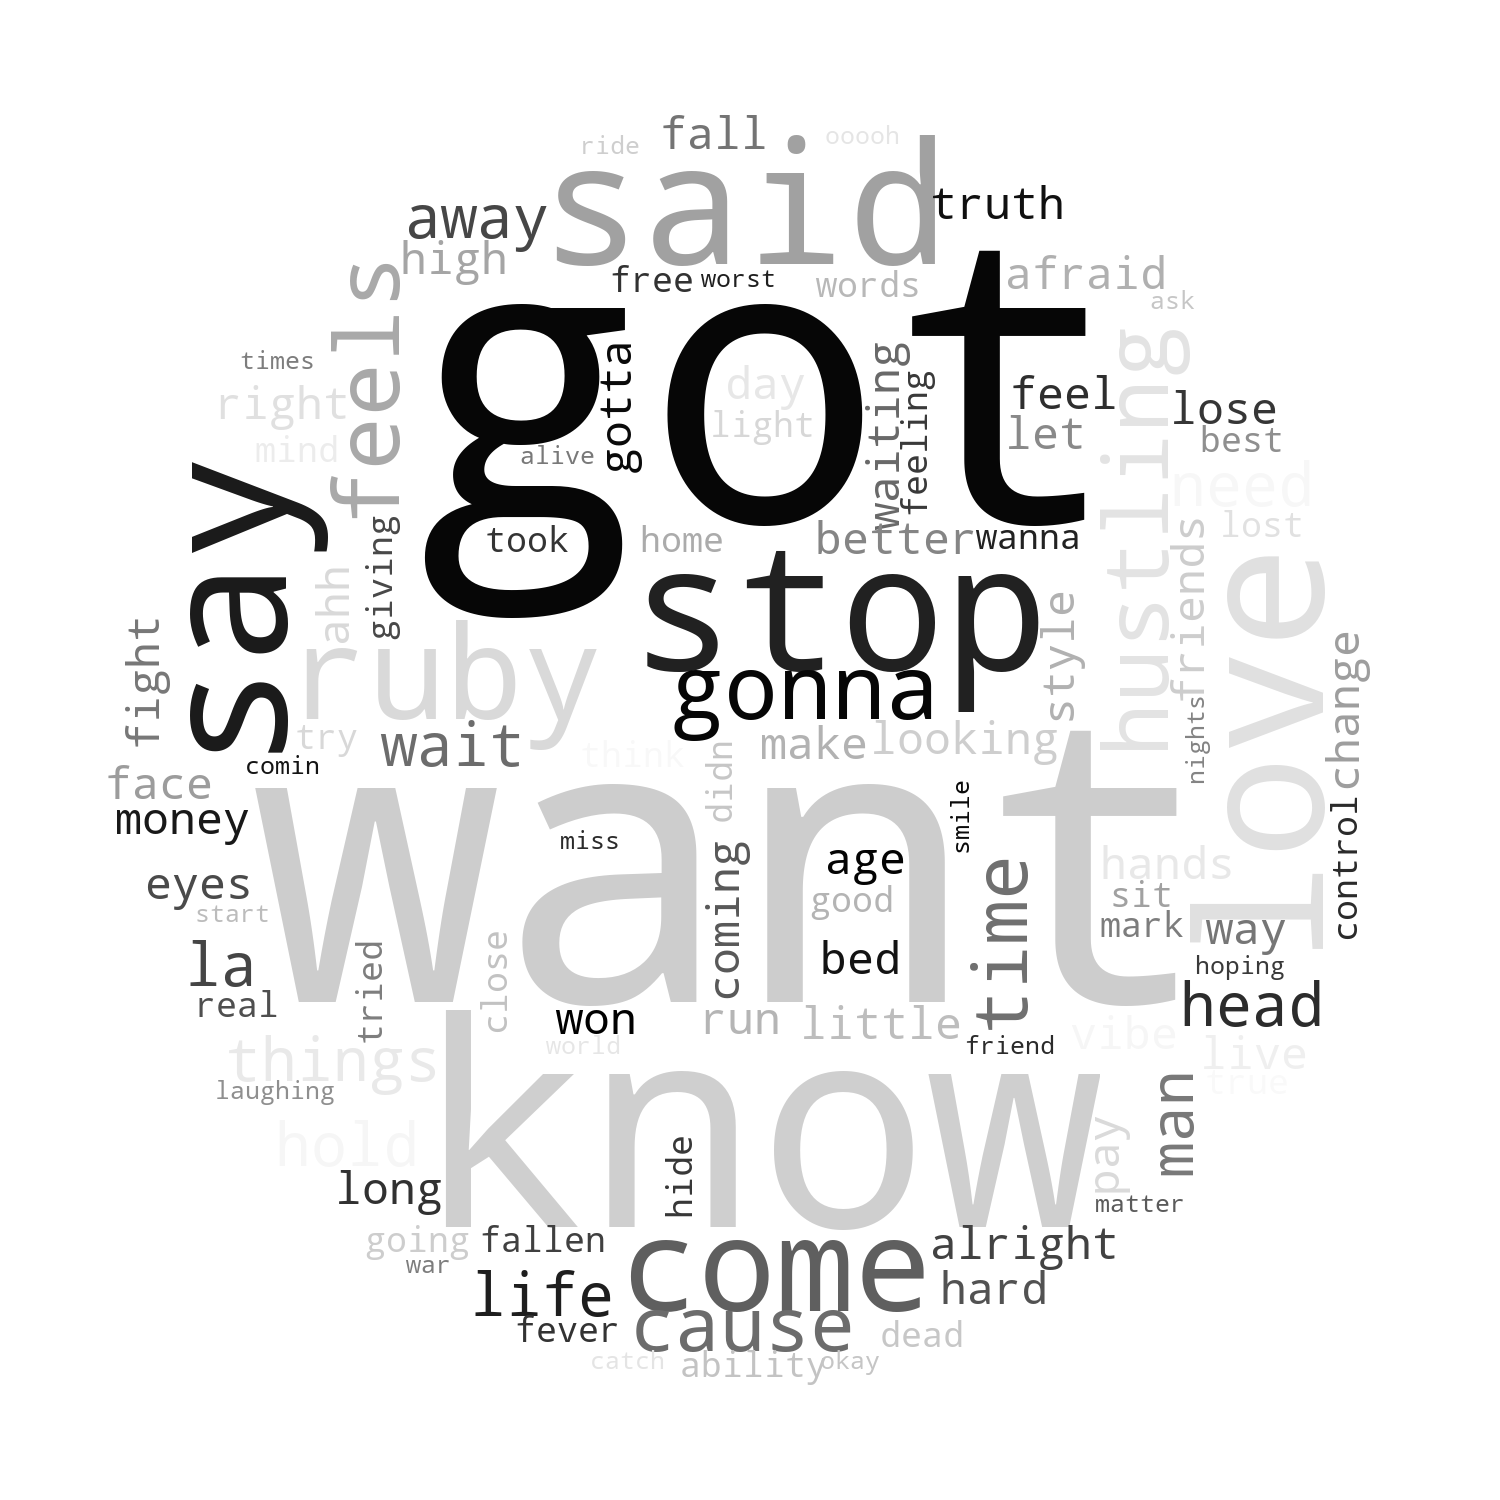 ride
fall
ooooh
said
truth
away
high
free
worst
words
afraid
ask
got
feels
times
right
mind
gotta
day
light
alive
waiting
feeling
feel
let
lose
best
hustling
need
lost
say
giving
took
home
better
wanna
stop
ahh
ruby
gonna
style
friends
love
fight
try
wait
think
didn
make
looking
nights
change
comin
face
money
want
miss
coming
age
good
bed
smile
time
hands
sit
mark
way
control
eyes
start
la
real
tried
close
hoping
head
won
run
little
world
friend
vibe
live
true
things
laughing
know
hold
hide
pay
man
long
matter
going
fallen
war
come
alright
life
hard
fever
cause
dead
catch
ability
okay